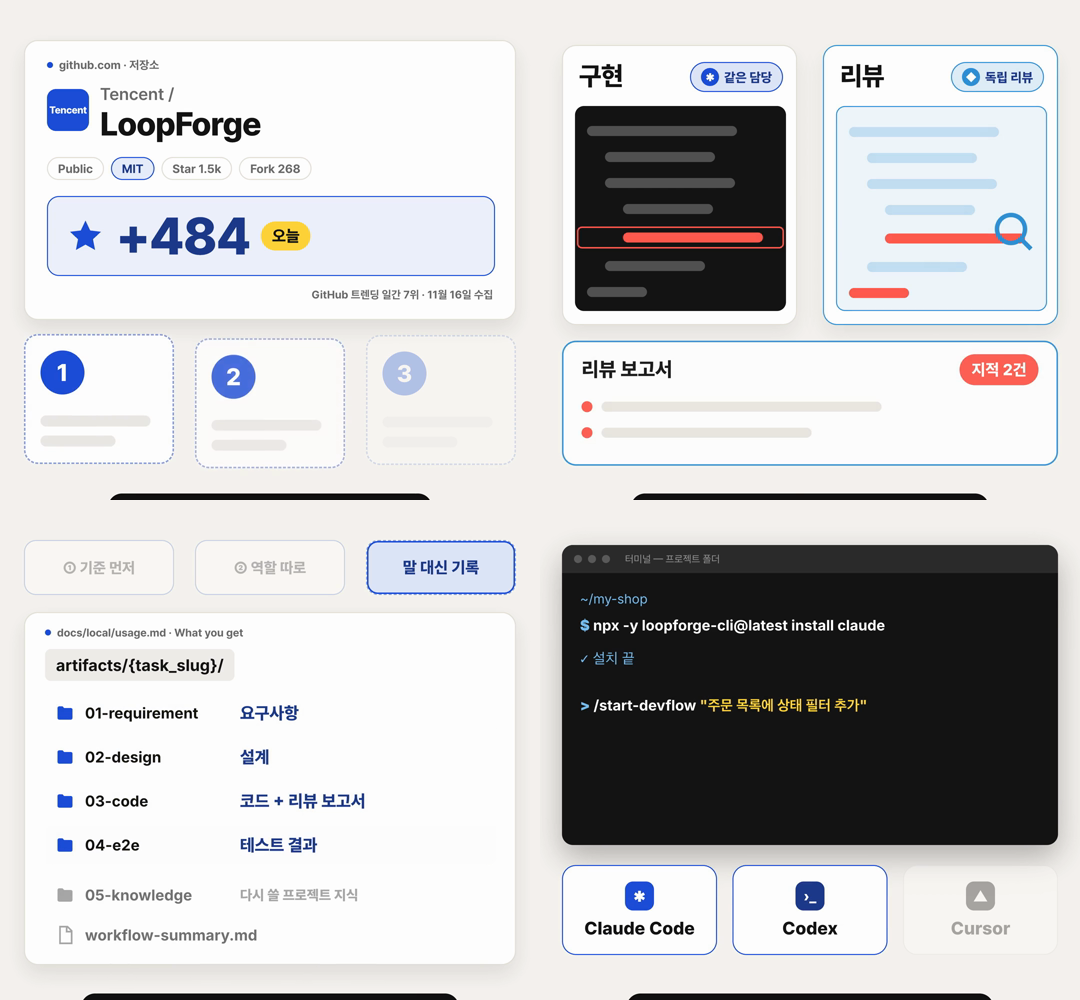 github.com · 저장소
Tencent
Tencent /
LoopForge
Public MIT Star 1.5k Fork 268
+484 오늘
GitHub 트렌딩 일간 7위 · 11월 16일 수집
1
2
3
구현
같은 담당
리뷰
독립 리뷰
리뷰 보고서
지적 2건
① 기준 먼저
② 역할 따로
말 대신 기록
docs/local/usage.md · What you get
artifacts/{task_slug}/
01-requirement 요구사항
02-design 설계
03-code 코드 + 리뷰 보고서
04-e2e 테스트 결과
05-knowledge 다시 쓸 프로젝트 지식
workflow-summary.md
터미널 — 프로젝트 폴더
~/my-shop
$ npx -y loopforge-cli@latest install claude
✓ 설치 끝
> /start-devflow "주문 목록에 상태 필터 추가"
Claude Code
Codex
Cursor